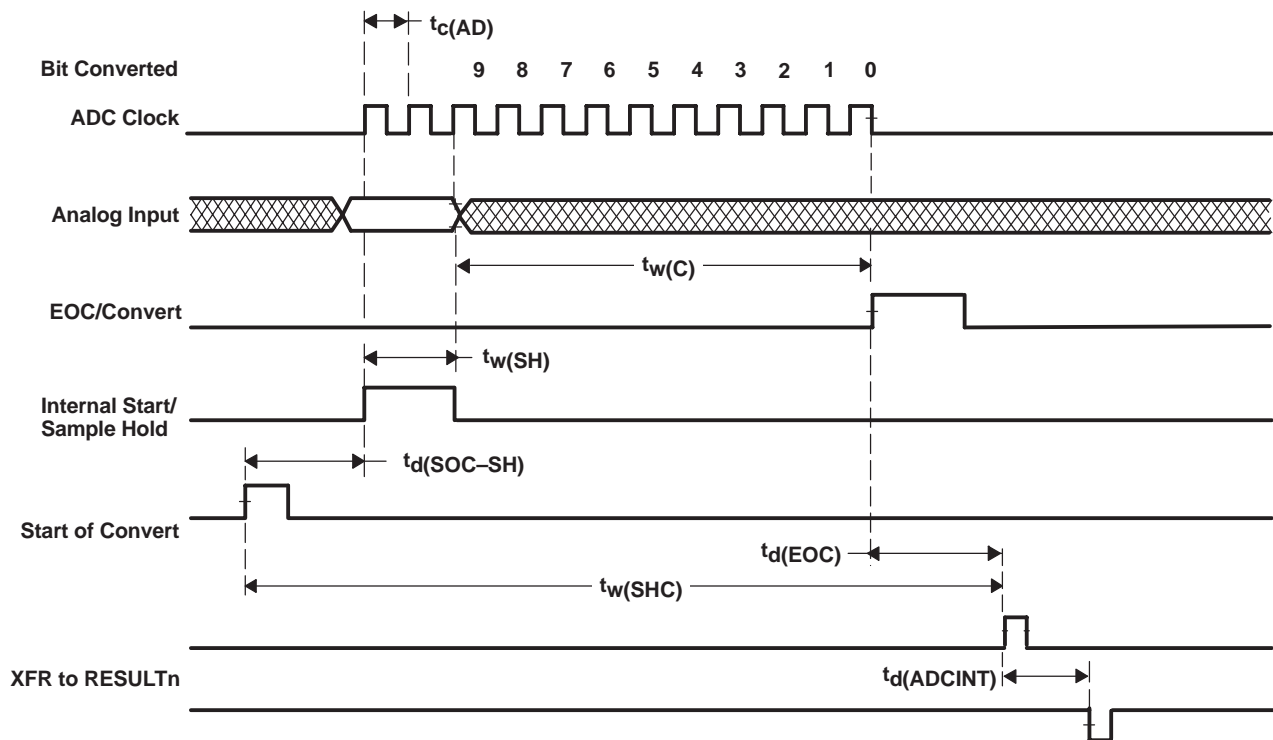 tc(AD)
Bit Converted
9 8 7 6 5 4 3 2 1 0
ADC Clock
Analog Input
tw(C)
EOC/Convert
tw(SH)
Internal Start/
Sample Hold
td(SOC–SH)
Start of Convert
td(EOC)
tw(SHC)
XFR to RESULTn
td(ADCINT)